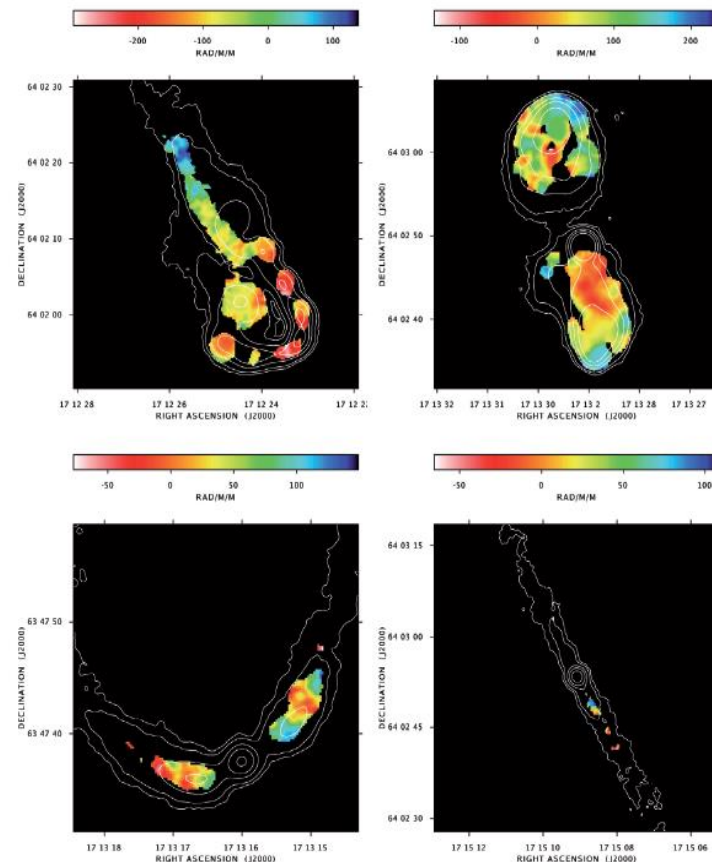 -200 -100 0 100
RAD/M/M
64 02 30
64 02 20
64 02 10
64 02 00
DECLINATION (J2000)
17 12 28 17 12 26 17 12 24 17 12 22
RIGHT ASCENSION (J2000)
-100 0 100 200
RAD/M/M
64 03 00
64 02 50
64 02 40
DECLINATION (J2000)
17 13 32 17 13 31 17 13 30 17 13 2 17 13 28 17 13 27
RIGHT ASCENSION (J2000)
-50 0 50 100
RAD/M/M
63 47 50
63 47 40
DECLINATION (J2000)
17 13 18 17 13 17 17 13 16 17 13 15
RIGHT ASCENSION (J2000)
-50 0 50 100
RAD/M/M
64 03 15
64 03 00
64 02 45
64 02 30
DECLINATION (J2000)
17 15 12 17 15 10 17 15 08 17 15 06
RIGHT ASCENSION (J2000)